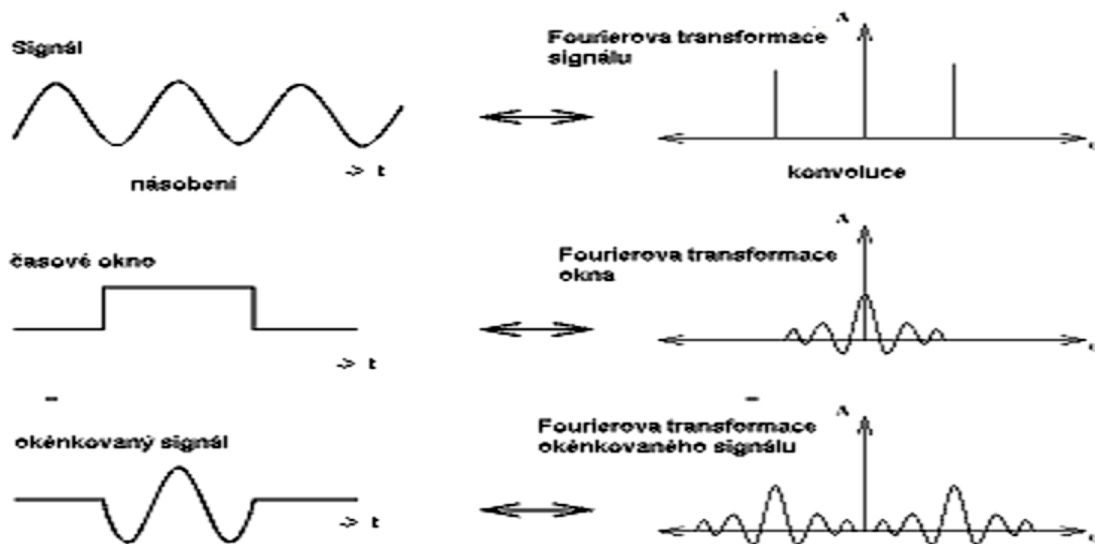 Signál
Fourierova transformace
signálu
A
-> t
násobení
konvoluce
A
časové okno
Fourierova transformace
okna
-> t
A
okénkovaný signál
Fourierova transformace
okénkovaného signálu
-> t